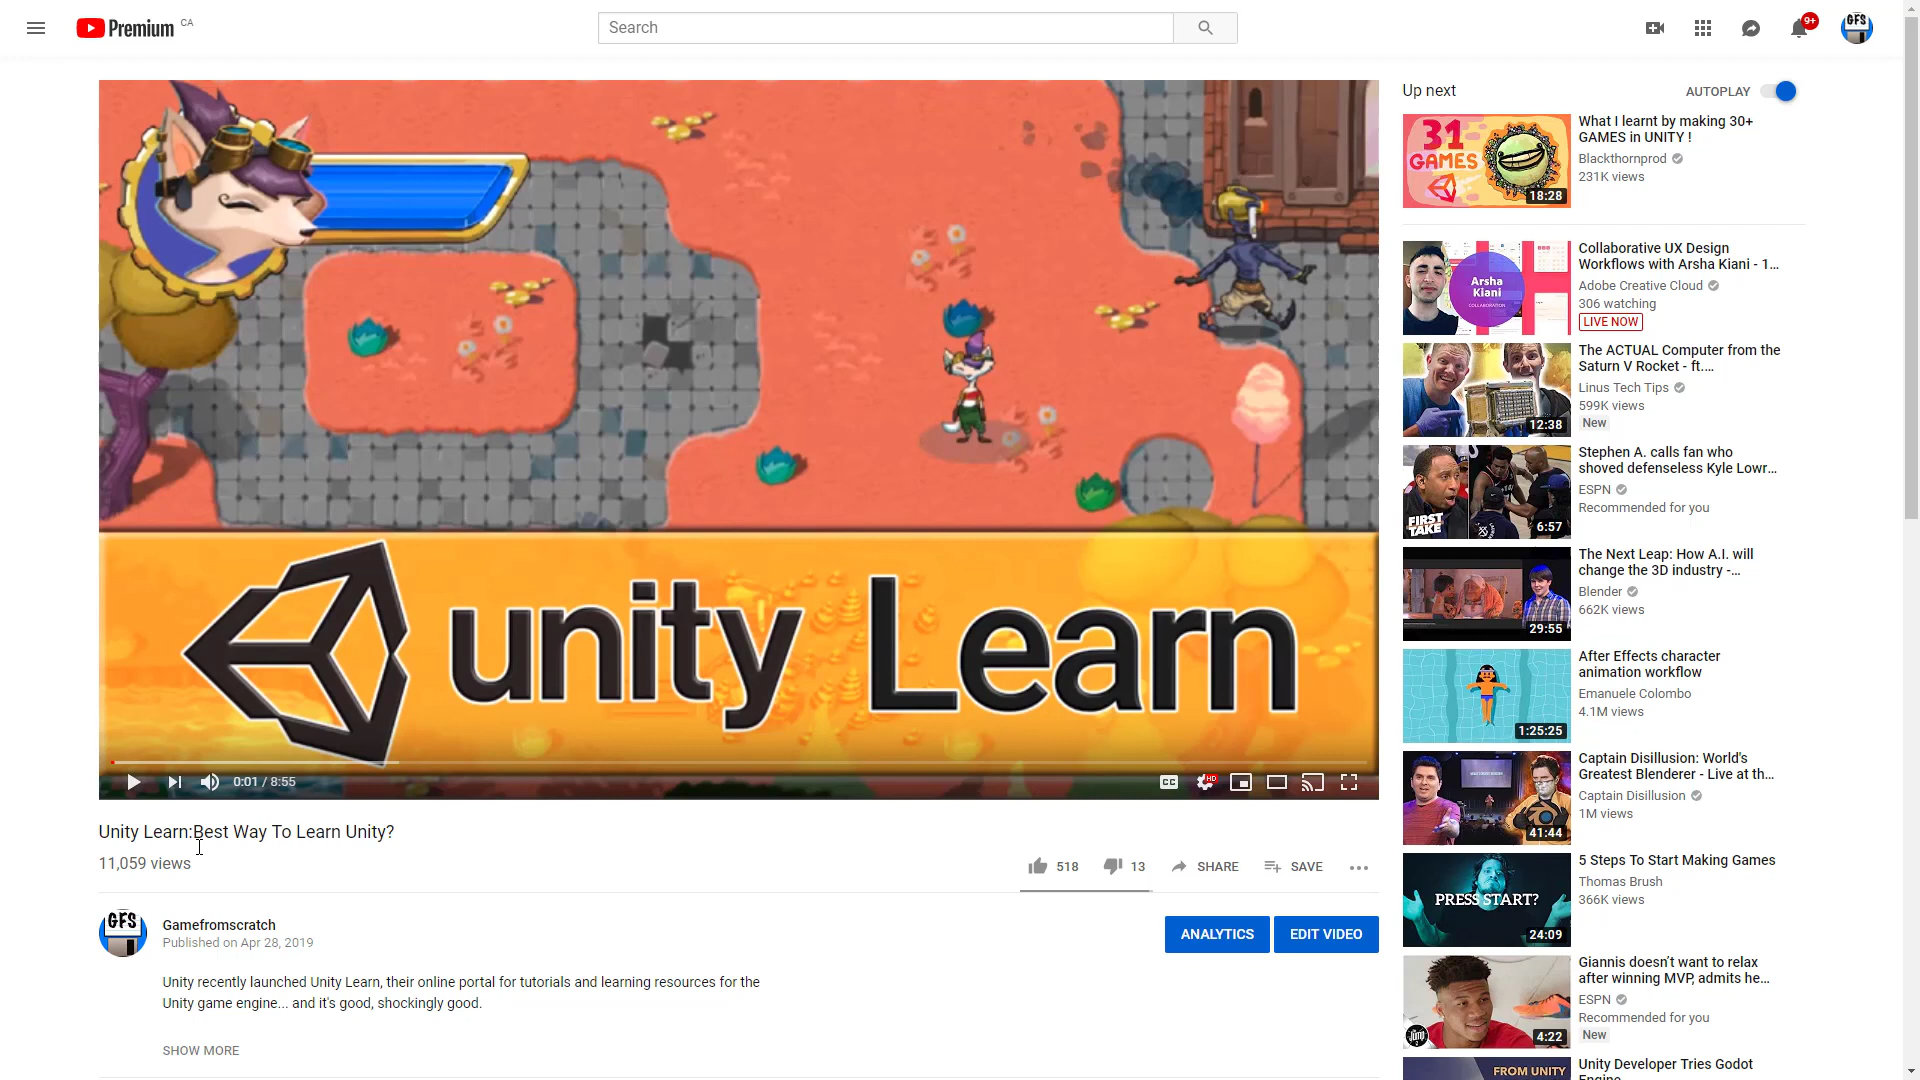 Premium CA
Search
9+
GFS
unity Learn
0:01 / 8:55
CC
HD
Unity Learn:Best Way To Learn Unity?
11,059 views
518
13
SHARE
SAVE
GFS
Gamefromscratch
Published on Apr 28, 2019
ANALYTICS
EDIT VIDEO
Unity recently launched Unity Learn, their online portal for tutorials and learning resources for the
Unity game engine... and it's good, shockingly good.
SHOW MORE
Up next
AUTOPLAY
31
GAMES
18:28
What I learnt by making 30+
GAMES in UNITY !
Blackthornprod
231K views
Arsha
Kiani
COLLABORATION
Collaborative UX Design
Workflows with Arsha Kiani - 1...
Adobe Creative Cloud
306 watching
LIVE NOW
12:38
The ACTUAL Computer from the
Saturn V Rocket - ft....
Linus Tech Tips
599K views
New
FIRST
TAKE
6:57
Stephen A. calls fan who
shoved defenseless Kyle Lowr...
ESPN
Recommended for you
29:55
The Next Leap: How A.I. will
change the 3D industry -...
Blender
662K views
1:25:25
After Effects character
animation workflow
Emanuele Colombo
4.1M views
41:44
Captain Disillusion: World's
Greatest Blenderer - Live at th...
Captain Disillusion
1M views
PRESS START?
24:09
5 Steps To Start Making Games
Thomas Brush
366K views
4:22
Giannis doesn't want to relax
after winning MVP, admits he...
ESPN
Recommended for you
New
FROM UNITY
Unity Developer Tries Godot
Engine